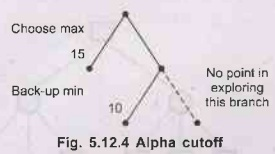 Choose max
15
Back-up min
No point in
exploring
this branch
10
Fig. 5.12.4 Alpha cutoff